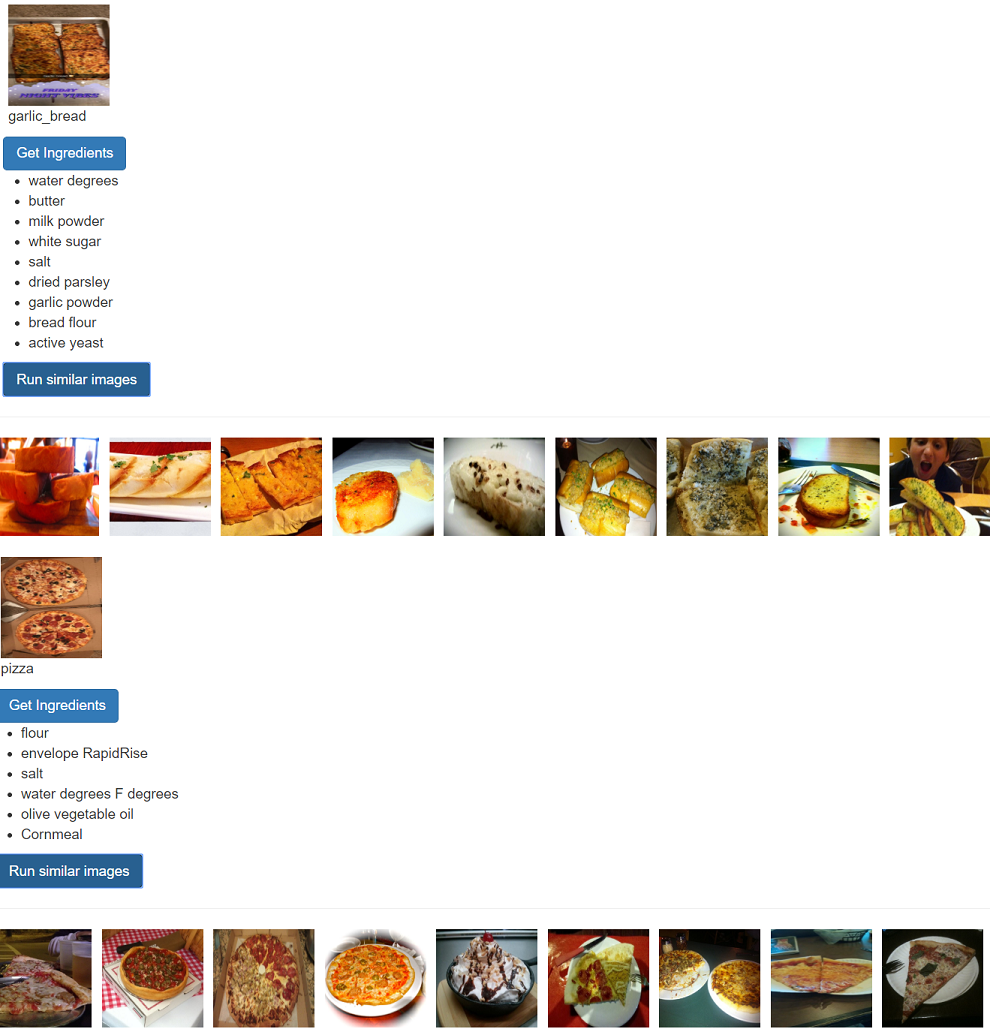 FRIDAY
garlic_bread
Get Ingredients
water degrees
butter
milk powder
white sugar
salt
dried parsley
garlic powder
bread flour
active yeast
Run similar images
pizza
Get Ingredients
flour
envelope RapidRise
salt
water degrees F degrees
olive vegetable oil
Cornmeal
Run similar images